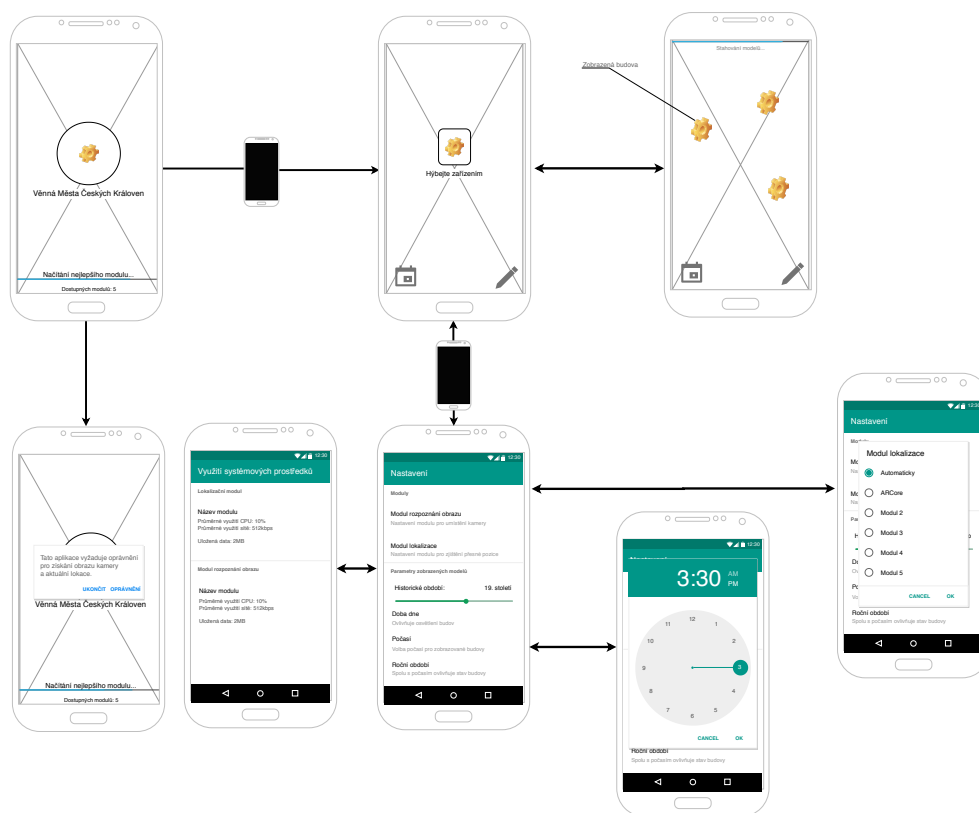 Věnná Města Českých Královen
Načítání nejlepšího modulu...
Dostupných modulů: 5
Hýbejte zařízením
Stahování modelů...
Zobrazená budova
Tato aplikace vyžaduje oprávnění
pro získání obrazu kamery
a aktuální lokace.
UKONČIT OPRÁVNĚNÍ
Věnná Města Českých Královen
Načítání nejlepšího modulu...
Dostupných modulů: 5
12:30
Využití systémových prostředků
Lokalizační modul
Název modulu
Průměrné využití CPU: 10%
Průměrné využití sítě: 512kbps
Uložená data: 2MB
Modul rozpoznání obrazu
Název modulu
Průměrné využití CPU: 10%
Průměrné využití sítě: 512kbps
Uložená data: 2MB
12:30
Nastavení
Moduly
Modul rozpoznání obrazu
Nastavení modulu pro umístění kamery
Modul lokalizace
Nastavení modulu pro zjištění přesné pozice
Parametry zobrazených modelů
Historické období: 19. století
Doba dne
Ovlivňuje osvětlení budov
Počasí
Volba počasí pro zobrazované budovy
Roční období
Spolu s počasím ovlivňuje stav budovy
12:30
3:30 AM
PM
12
11 1
10 2
9 3
8 4
7 5
6
CANCEL OK
Roční období
Spolu s počasím ovlivňuje stav budovy
12:30
Nastavení
Modul lokalizace
Automaticky
ARCore
Modul 2
Modul 3
Modul 4
Modul 5
CANCEL OK
Roční období
Spolu s počasím ovlivňuje stav budovy